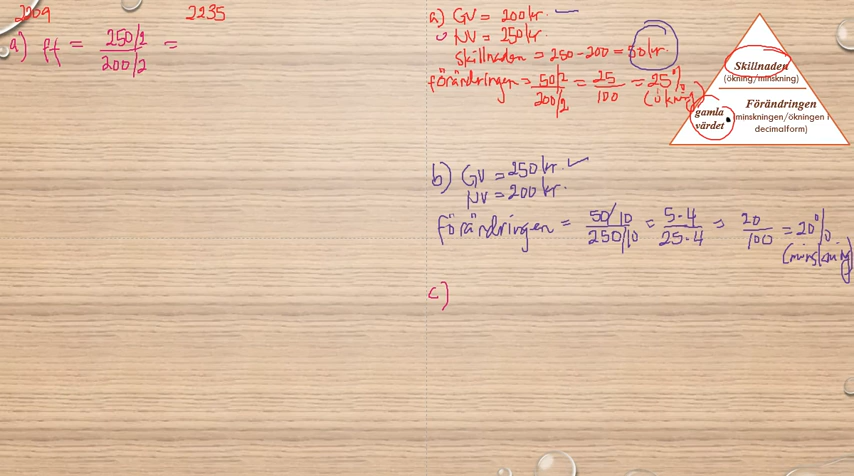 2209 2235
a) ff = 250/2 / 200/2 =
a) GV = 200 kr.
NV = 250 kr.
skillnaden = 250-200 = 50 kr.
förändringen = 50/2 / 200/2 = 25 / 100 = 25%
(ökning)
b) GV = 250 kr.
NV = 200 kr.
förändringen = 50/10 / 250/10 = 5·4 / 25·4 = 20 / 100 = 20%
(minskning)
c)
Skillnaden
(ökning/minskning)
gamla
värdet
Förändringen
minskningen/ökningen i
decimalform)